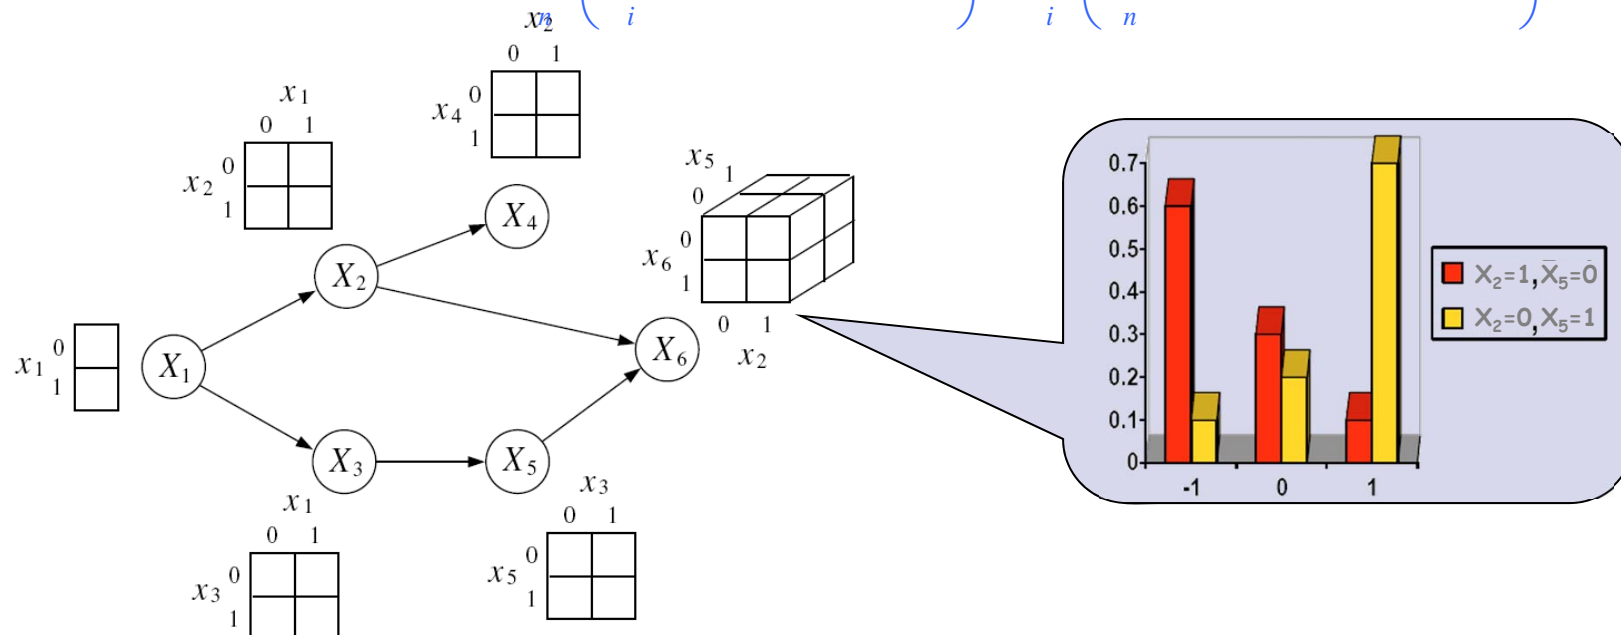 n ( i ) i ( n )
x2
0 1
x4 0
1
x1
0 1
x2 0
1
x5 1
0
x6 0
1
0 1
x2
X4
X2
x1 0
1
X1
X6
X3
X5
x1
0 1
x3 0
1
x3
0 1
x5 0
1
0.7
0.6
0.5
0.4
0.3
0.2
0.1
0
-1 0 1
X2=1,X5=0
X2=0,X5=1